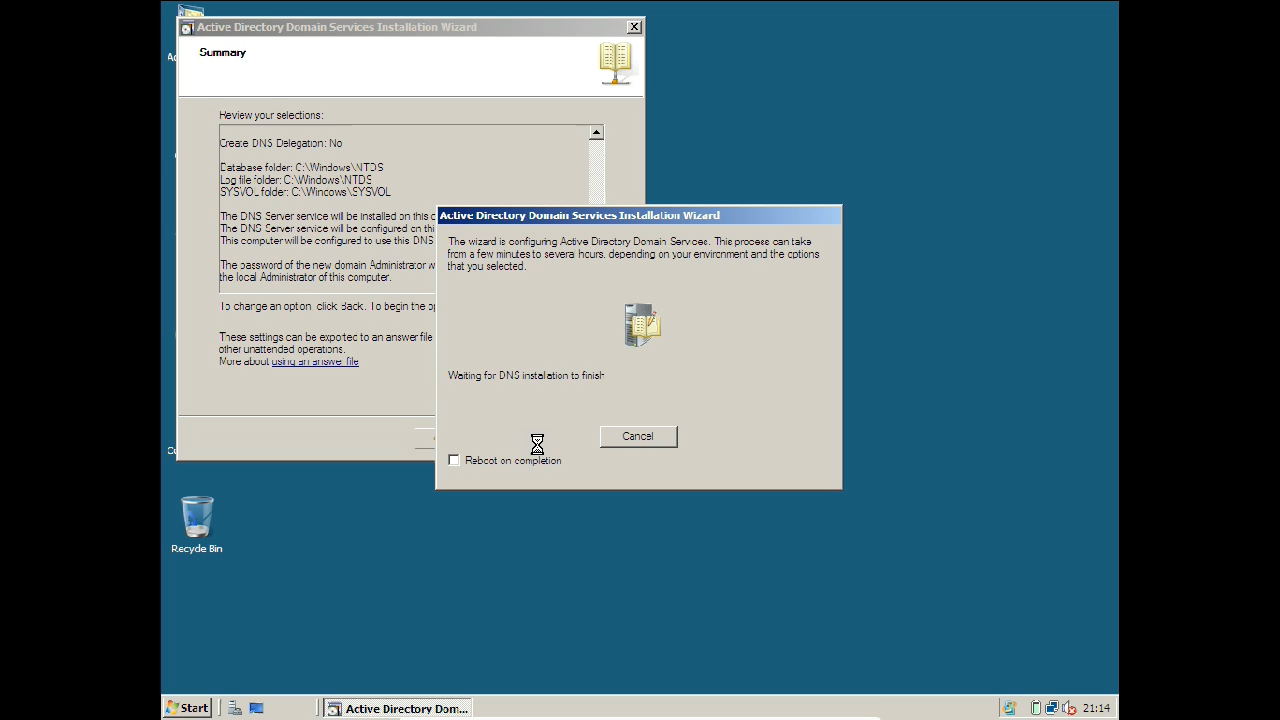 Active Directory Domain Services Installation Wizard
Summary
Review your selections:
Create DNS Delegation: No
Database folder: C:\Windows\NTDS
Log file folder: C:\Windows\NTDS
SYSVOL folder: C:\Windows\SYSVOL
The DNS Server service will be installed on this
The DNS Server service will be configured on this
This computer will be configured to use this DNS
The password of the new domain Administrator
the local Administrator of this computer.
To change an option, click Back. To begin the
These settings can be exported to an answer file
other unattended operations.
More about using an answer file
Active Directory Domain Services Installation Wizard
The wizard is configuring Active Directory Domain Services. This process can take
from a few minutes to several hours, depending on your environment and the options
that you selected.
Waiting for DNS installation to finish
Cancel
Reboot on completion
Recycle Bin
Start
Active Directory Dom...
21:14